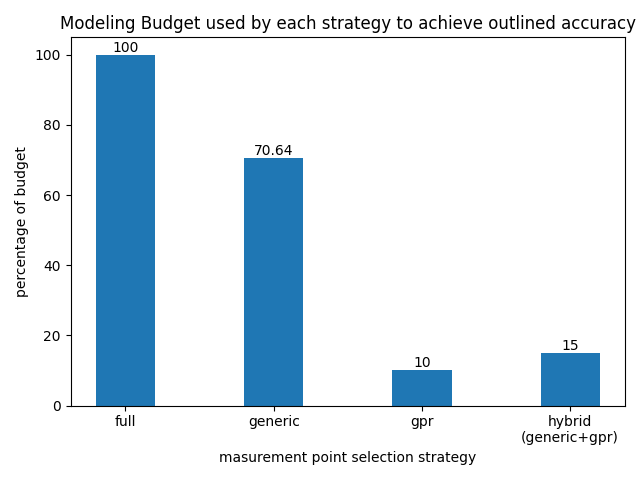 Modeling Budget used by each strategy to achieve outlined accuracy
100
100
70.64
80
60
percentage of budget
40
20
15
10
0
full
generic
gpr
hybrid
(generic+gpr)
masurement point selection strategy